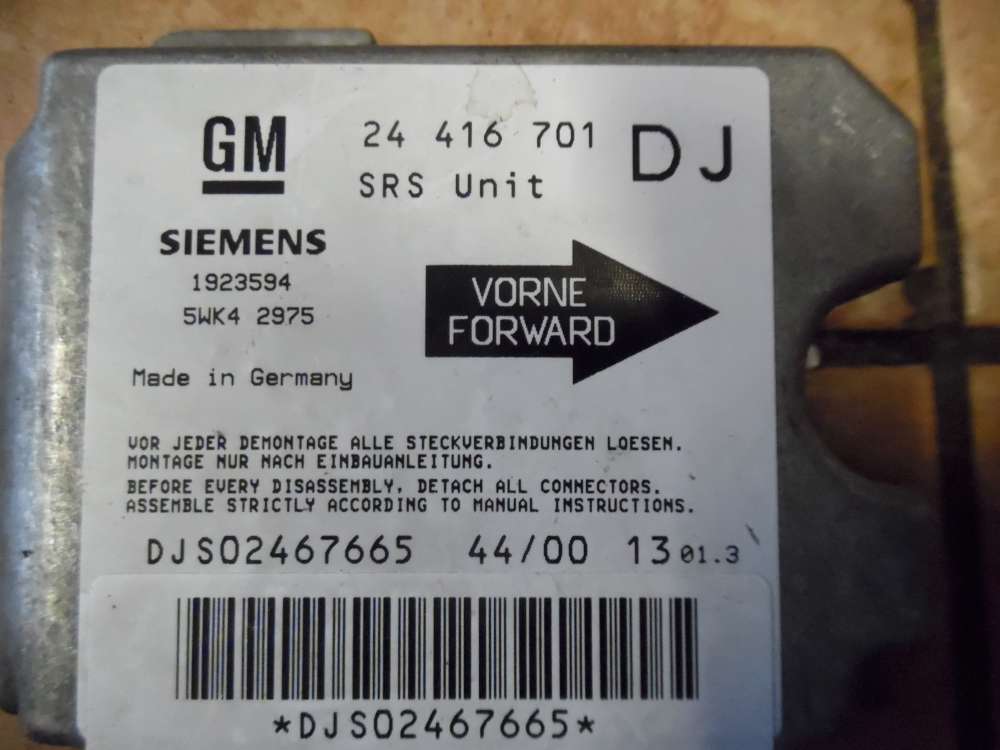 GM 24 416 701 DJ
SRS Unit
SIEMENS
1923594
5WK4 2975
VORNE
FORWARD
Made in Germany
VOR JEDER DEMONTAGE ALLE STECKVERBINDUNGEN LOESEN.
MONTAGE NUR NACH EINBAUANLEITUNG.
BEFORE EVERY DISASSEMBLY, DETACH ALL CONNECTORS.
ASSEMBLE STRICTLY ACCORDING TO MANUAL INSTRUCTIONS.
DJS02467665 44/00 13 01.3
*DJS02467665*